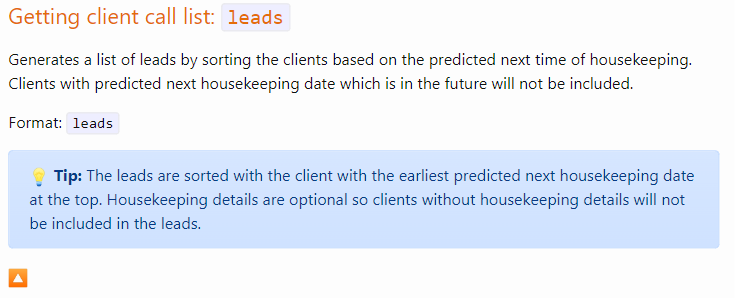 Getting client call list: leads
Generates a list of leads by sorting the clients based on the predicted next time of housekeeping.
Clients with predicted next housekeeping date which is in the future will not be included.
Format: leads
💡 Tip: The leads are sorted with the client with the earliest predicted next housekeeping date
at the top. Housekeeping details are optional so clients without housekeeping details will not
be included in the leads.